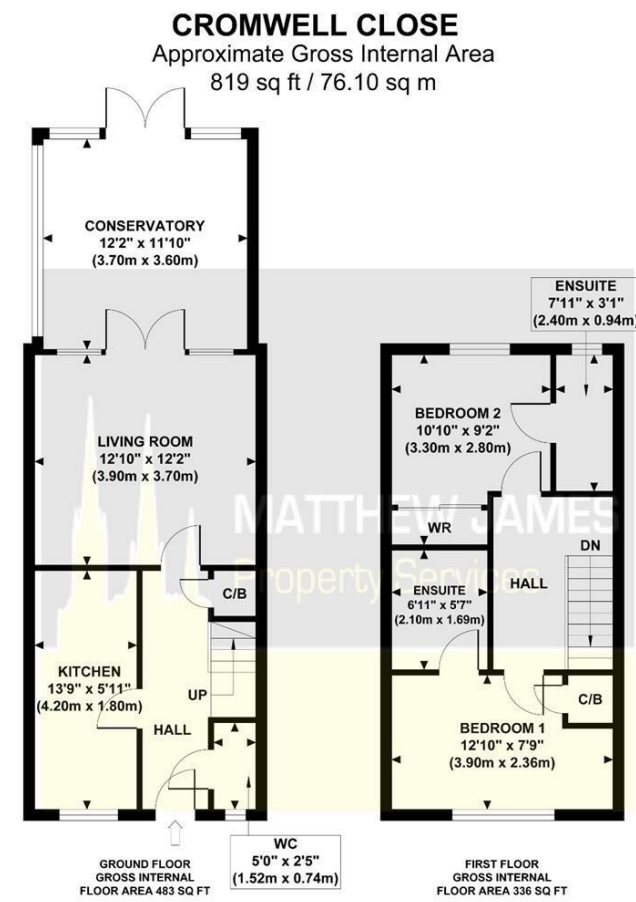 CROMWELL CLOSE
Approximate Gross Internal Area
819 sq ft / 76.10 sq m
CONSERVATORY
12'2" x 11'10"
(3.70m x 3.60m)
LIVING ROOM
12'10" x 12'2"
(3.90m x 3.70m)
C/B
KITCHEN
13'9" x 5'11"
(4.20m x 1.80m)
UP
HALL
WC
5'0" x 2'5"
(1.52m x 0.74m)
GROUND FLOOR
GROSS INTERNAL
FLOOR AREA 483 SQ FT
ENSUITE
7'11" x 3'1"
(2.40m x 0.94m)
BEDROOM 2
10'10" x 9'2"
(3.30m x 2.80m)
WR
DN
HALL
ENSUITE
6'11" x 5'7"
(2.10m x 1.69m)
C/B
BEDROOM 1
12'10" x 7'9"
(3.90m x 2.36m)
FIRST FLOOR
GROSS INTERNAL
FLOOR AREA 336 SQ FT
MATTHEW JAMES
Property Services